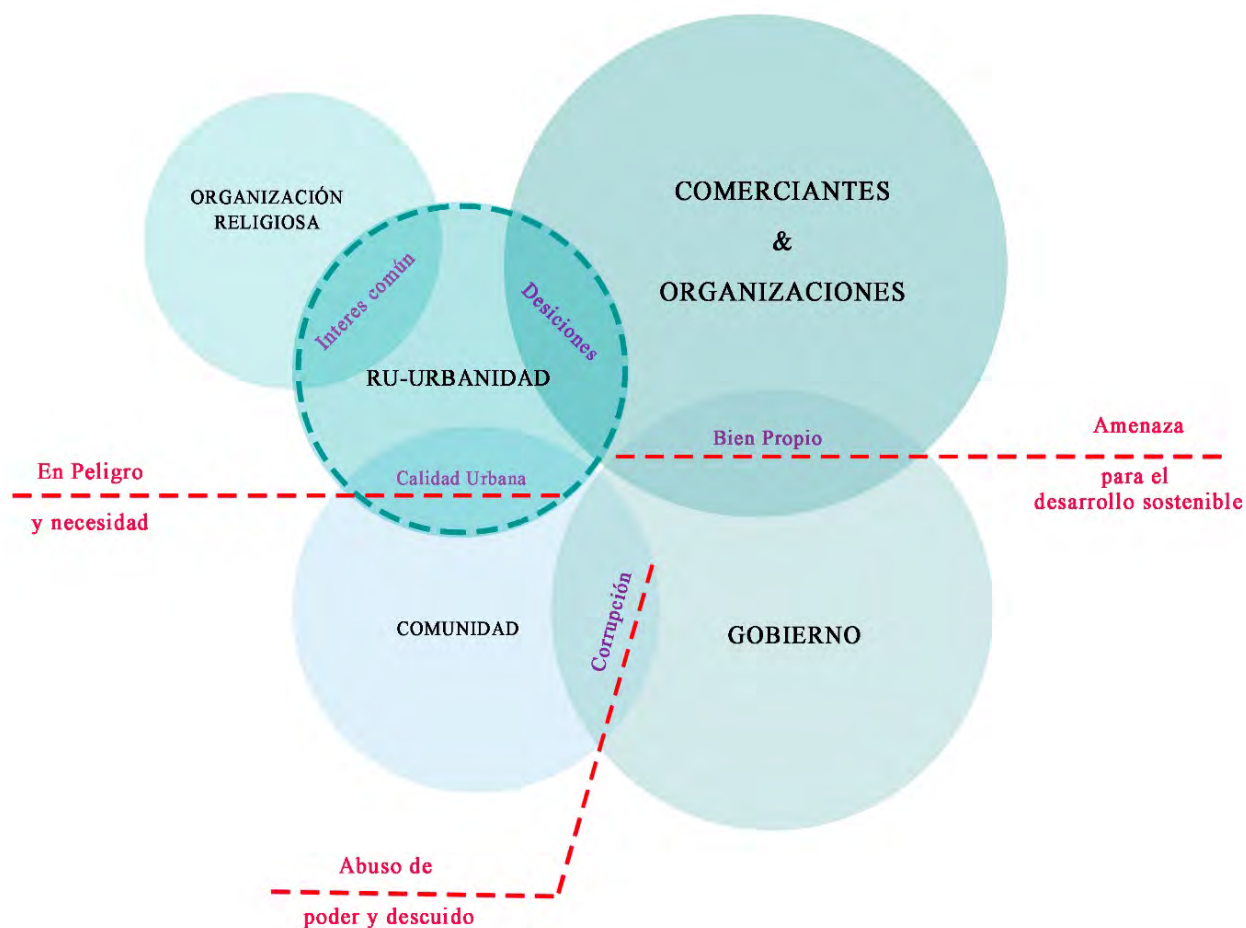 ORGANIZACIÓN
RELIGIOSA
COMERCIANTES
&
ORGANIZACIONES
Interes común
Desiciones
RU-URBANIDAD
Bien Propio
Amenaza
para el
desarrollo sostenible
En Peligro
y necesidad
Calidad Urbana
COMUNIDAD
Corrupción
GOBIERNO
Abuso de
poder y descuido